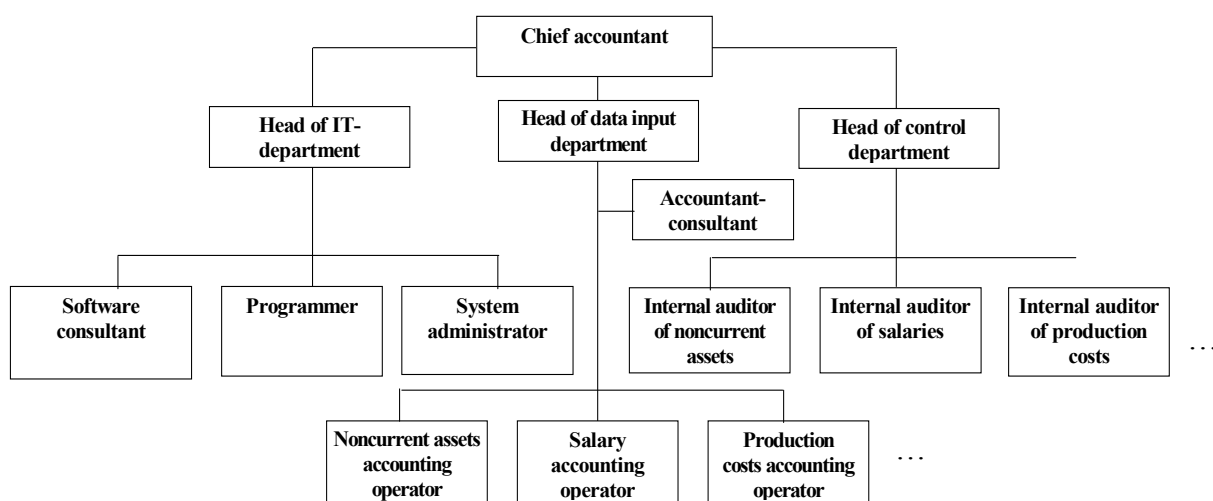 Chief accountant
Head of IT-
department
Head of data input
department
Head of control
department
Accountant-
consultant
Software
consultant
Programmer
System
administrator
Internal auditor
of noncurrent
assets
Internal auditor
of salaries
Internal auditor
of production
costs
...
Noncurrent assets
accounting
operator
Salary
accounting
operator
Production
costs accounting
operator
...